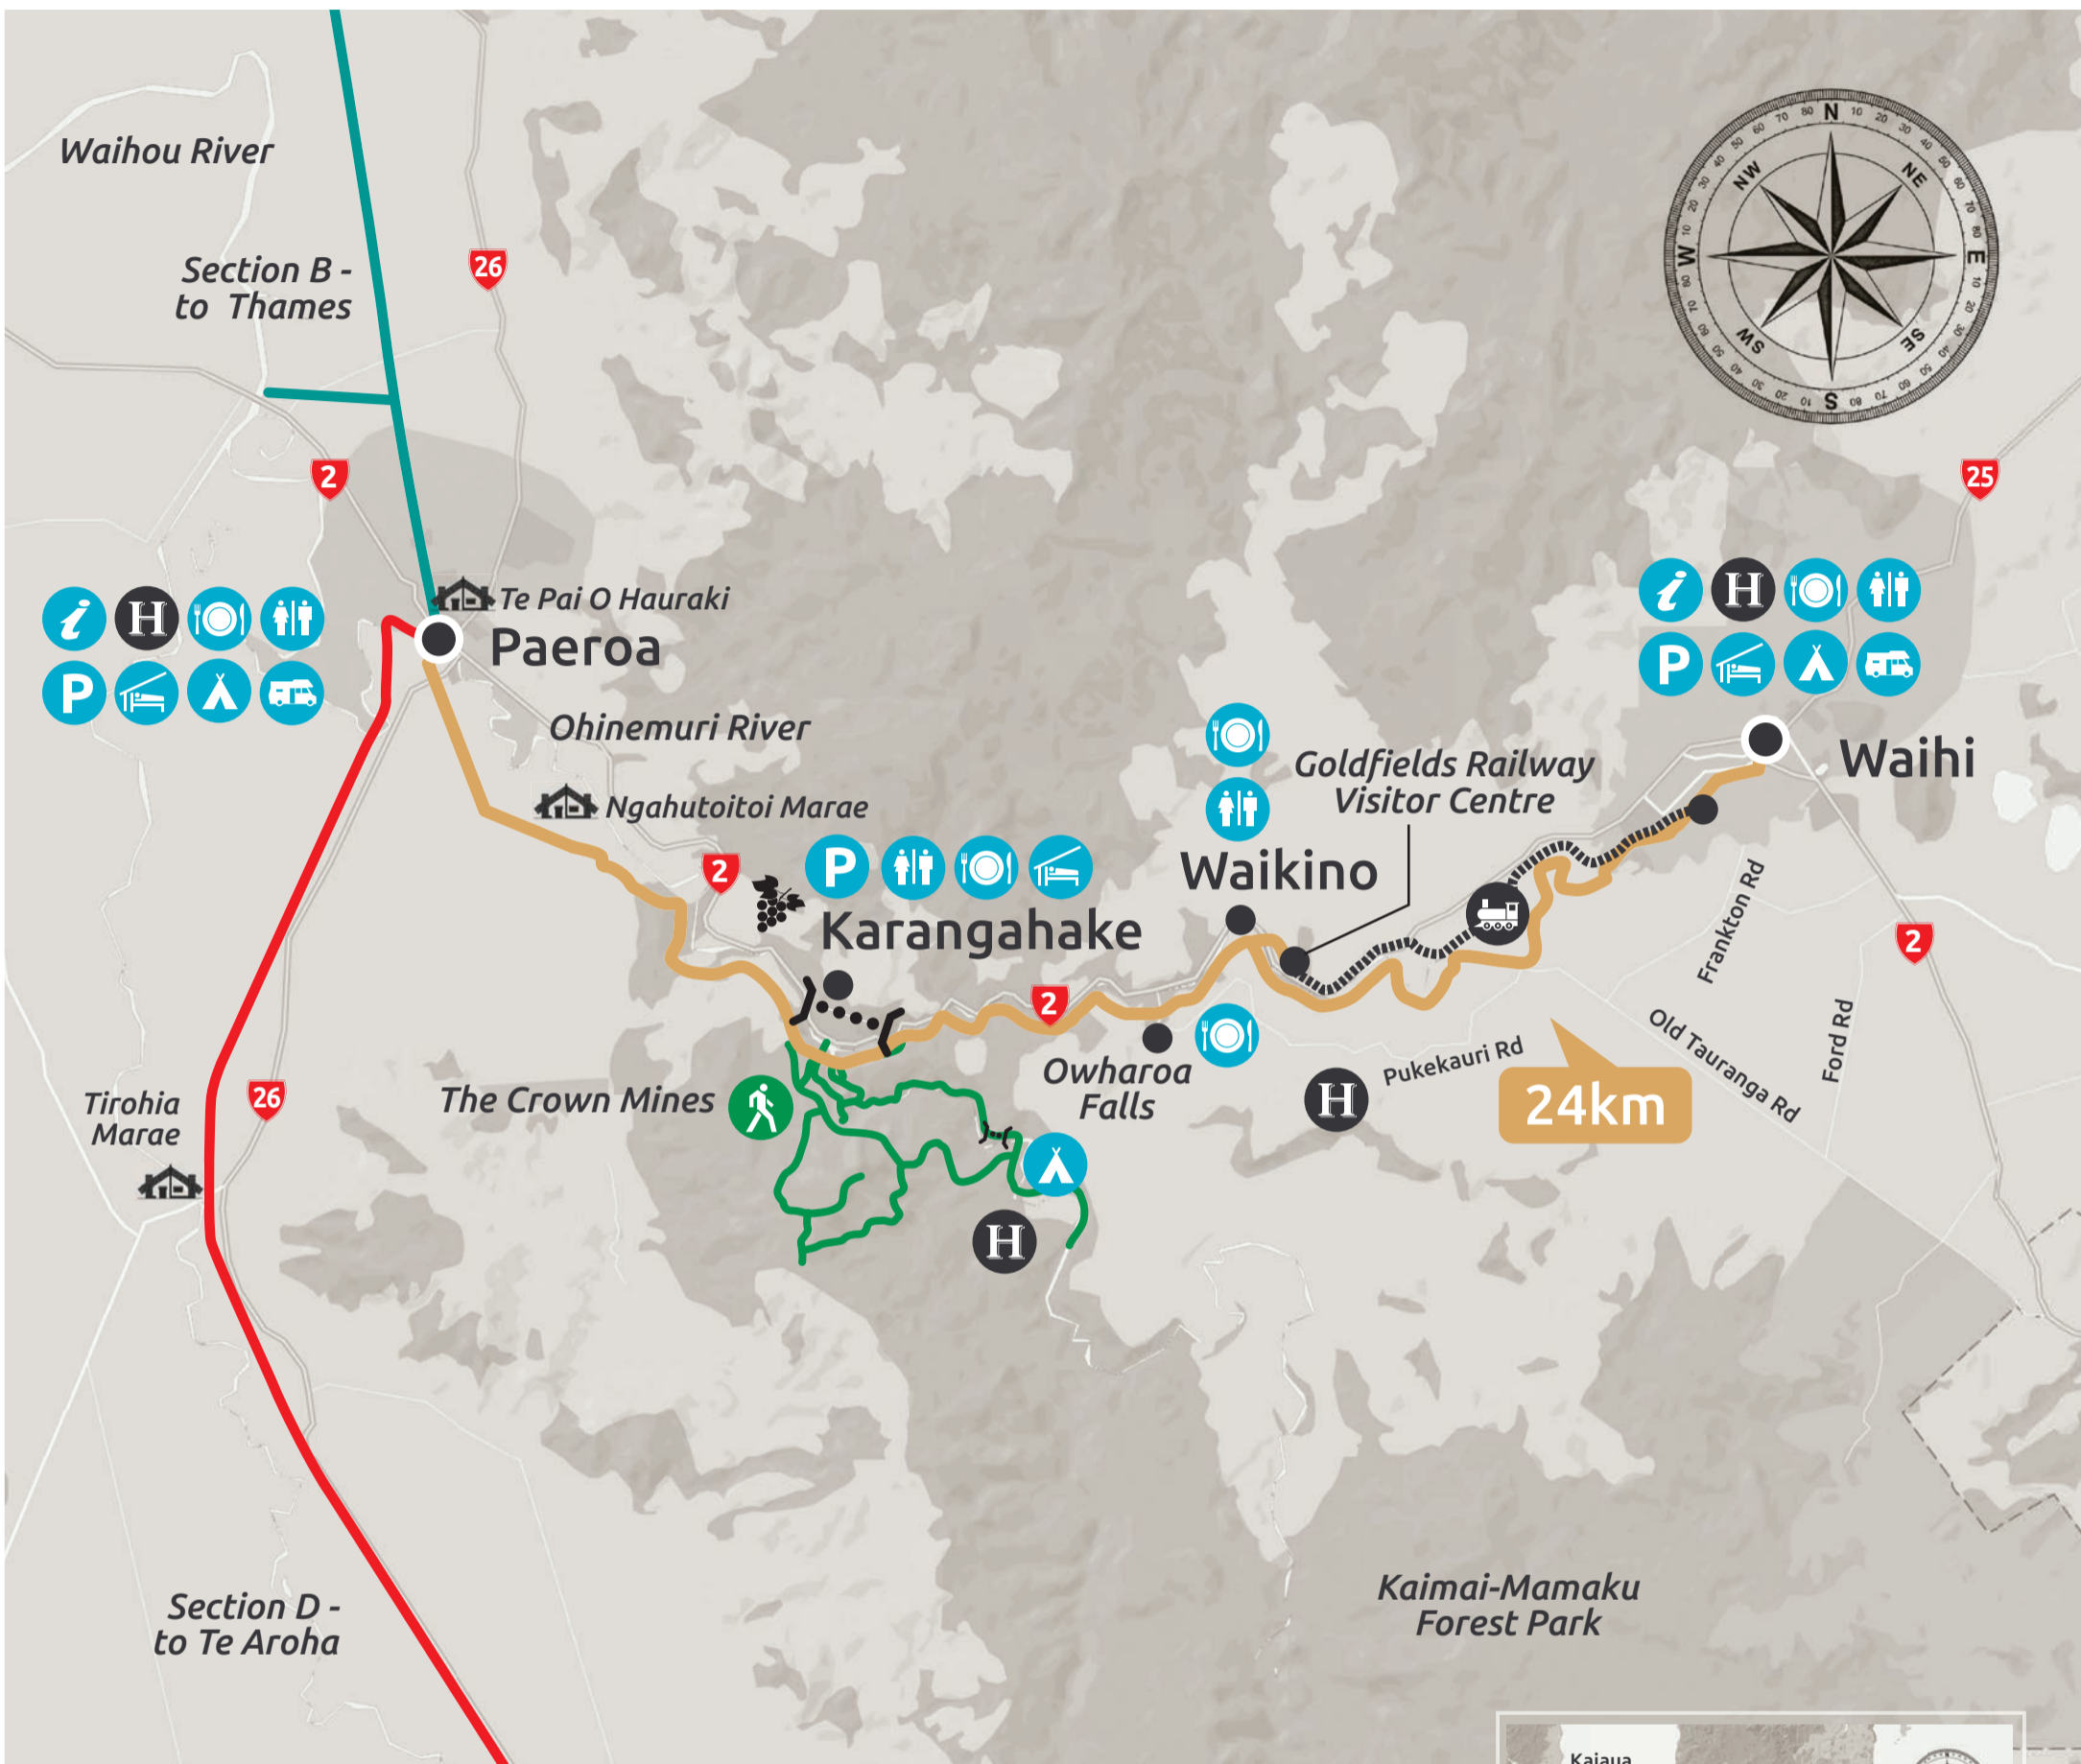 Waihou River
Section B -
to Thames
26
2
N
NE
E
SE
S
SW
W
NW
25
i H
P
Te Pai O Hauraki
Paeroa
Ohinemuri River
Ngahutoitoi Marae
2
P
Karangahake
Waikino
Goldfields Railway
Visitor Centre
i H
P
Waihi
2
Frankton Rd
Ford Rd
Old Tauranga Rd
Pukekauri Rd
24km
2
Owharoa
Falls
H
The Crown Mines
H
Tirohia
Marae
26
Section D -
to Te Aroha
Kaimai-Mamaku
Forest Park
Kaiaua